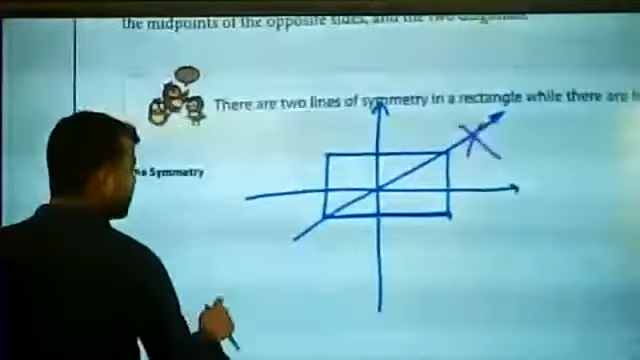 the midpoints of the opposite sides, and the two diagonals.
There are two lines of symmetry in a rectangle while there are
Symmetry